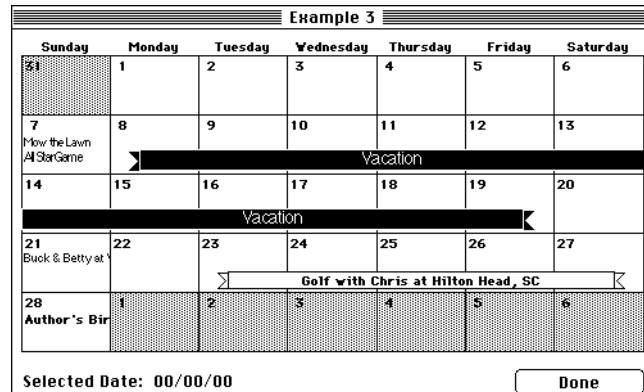 Example 3
Sunday Monday Tuesday Wednesday Thursday Friday Saturday
31 1 2 3 4 5 6
7 8 9 10 11 12 13
Mow the Lawn
All Star Game
Vacation
14 15 16 17 18 19 20
Vacation
21 22 23 24 25 26 27
Buck & Betty at
Golf with Chris at Hilton Head, SC
28 1 2 3 4 5 6
Author's Bir
Selected Date: 00/00/00
Done